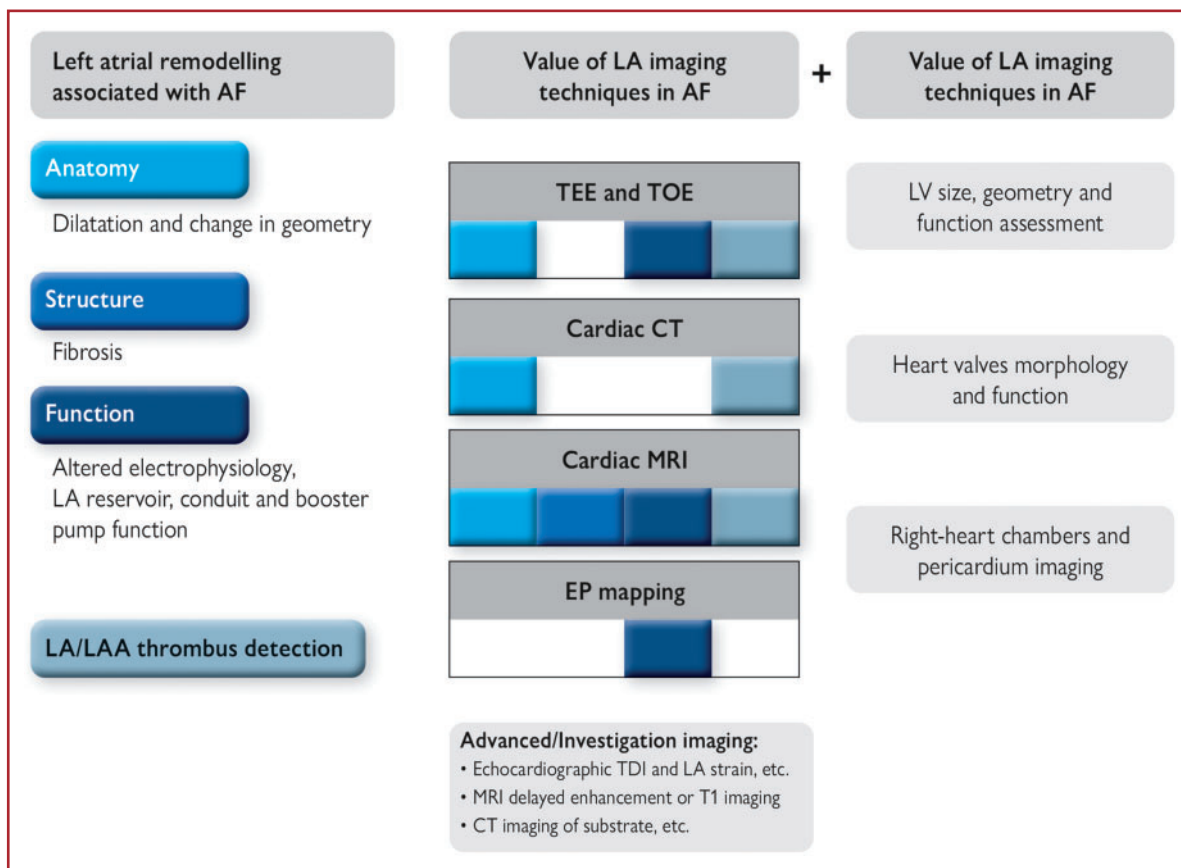 Left atrial remodelling
associated with AF
Anatomy
Dilatation and change in geometry
Structure
Fibrosis
Function
Altered electrophysiology,
LA reservoir, conduit and booster
pump function
LA/LAA thrombus detection
Value of LA imaging
techniques in AF
+
Value of LA imaging
techniques in AF
TEE and TOE
Cardiac CT
Cardiac MRI
EP mapping
Advanced/Investigation imaging:
• Echocardiographic TDI and LA strain, etc.
• MRI delayed enhancement or T1 imaging
• CT imaging of substrate, etc.
LV size, geometry and
function assessment
Heart valves morphology
and function
Right-heart chambers and
pericardium imaging